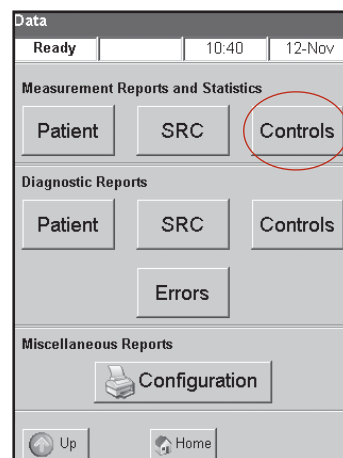 Data
Ready 10:40 12-Nov
Measurement Reports and Statistics
Patient SRC Controls
Diagnostic Reports
Patient SRC Controls
Errors
Miscellaneous Reports
Configuration
Up Home